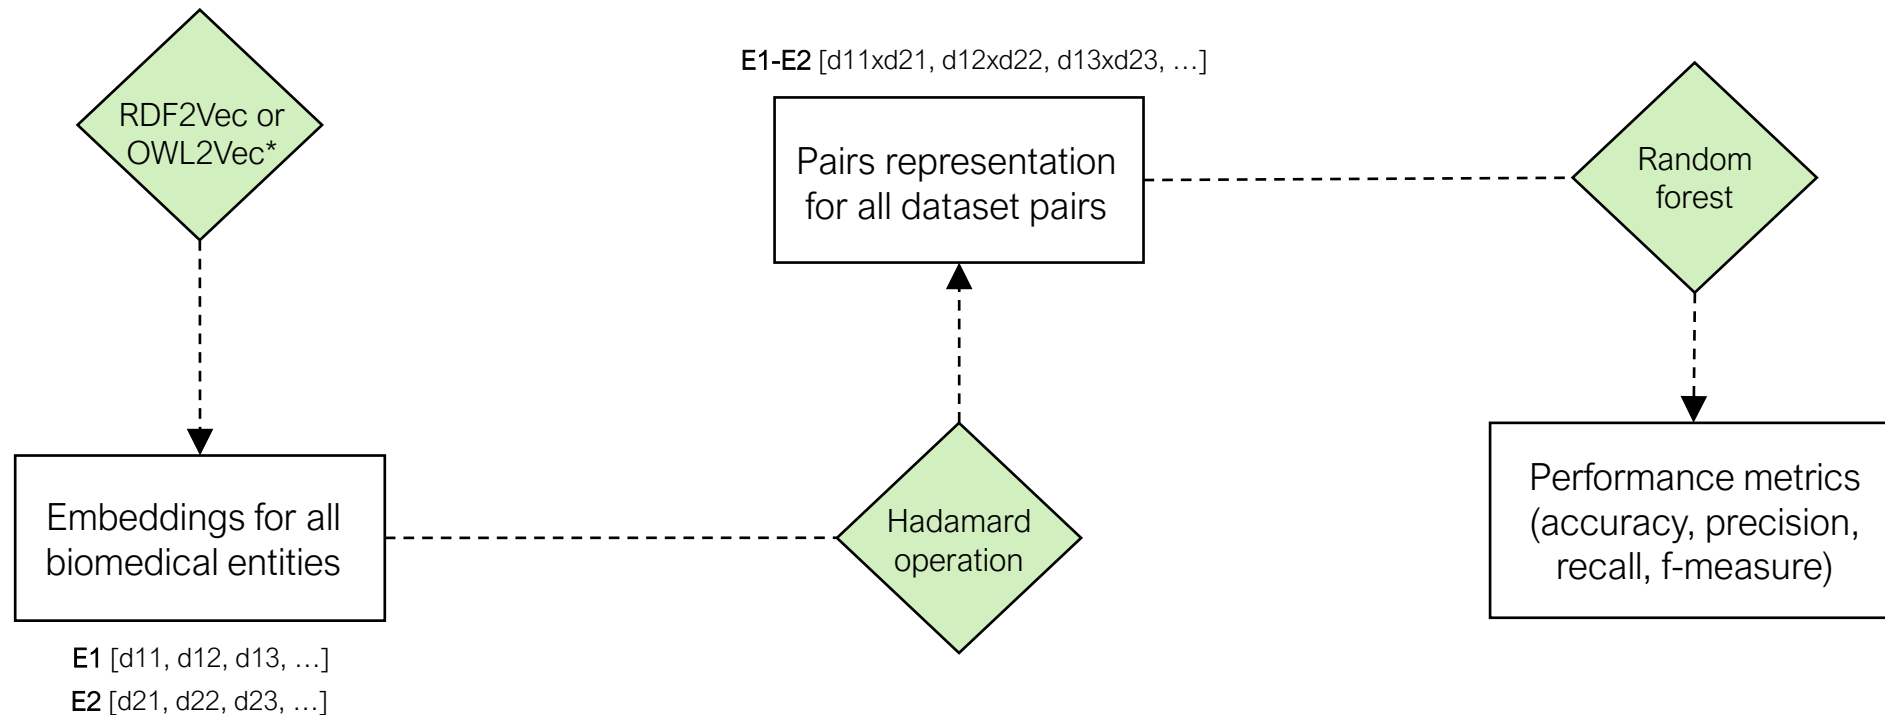 RDF2Vec or
OWL2Vec*
Embeddings for all
biomedical entities
E1 [d11, d12, d13, …]
E2 [d21, d22, d23, …]
Hadamard
operation
E1-E2 [d11xd21, d12xd22, d13xd23, …]
Pairs representation
for all dataset pairs
Random
forest
Performance metrics
(accuracy, precision,
recall, f-measure)